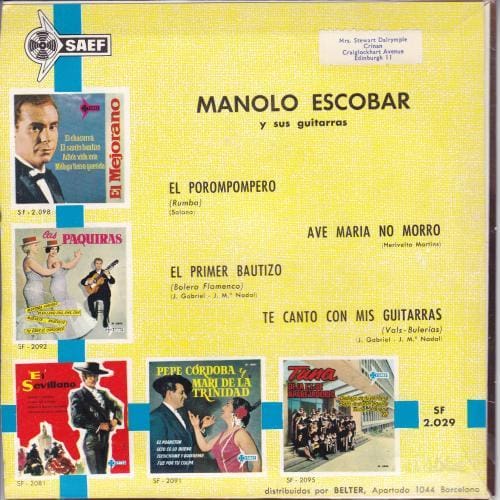 SAEF
Mrs. Stewart Dalrymple
Crinan
Craiglockhart Avenue
Edinburgh 11
MANOLO ESCOBAR
y sus guitarras
El Mejorano
SF - 2.098
EL POROMPOMPERO
(Rumba)
(Solano)
AVE MARIA NO MORRO
(Herivelto Martins)
Las PAQUIRAS
SF - 2092
EL PRIMER BAUTIZO
(Bolero Flamenco)
(J. Gabriel - J. M.ª Nadal)
TE CANTO CON MIS GUITARRAS
(Vals-Bulerías)
(J. Gabriel - J. M.ª Nadal)
El Sevillano
SAEF
SF - 2081
PEPE CÓRDOBA y
MARI DE LA
TRINIDAD
SF - 2091
Tuna
SF - 2095
SF
2.029
distribuidos por BELTER, Apartado 1044 Barcelona